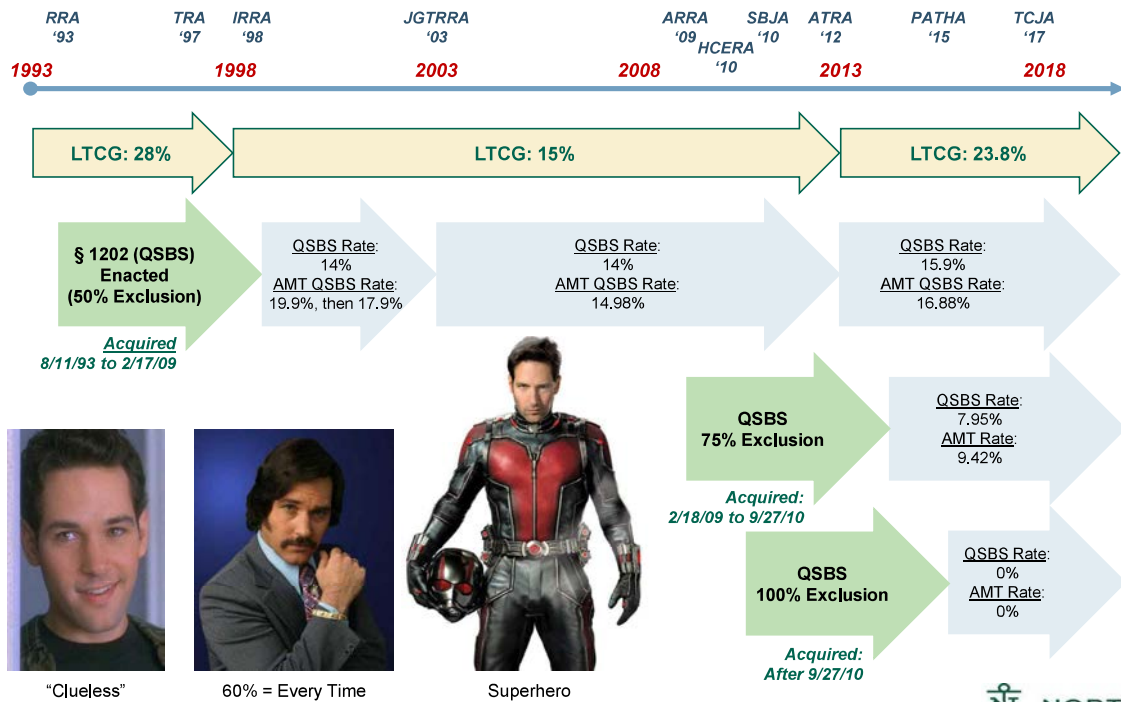 RRA
‘93
TRA
‘97
IRRA
‘98
JGTRRA
‘03
ARRA
‘09
HCERA
‘10
SBJA
‘10
ATRA
‘12
PATHA
‘15
TCJA
‘17
1993
1998
2003
2008
2013
2018
LTCG: 28%
LTCG: 15%
LTCG: 23.8%
§ 1202 (QSBS)
Enacted
(50% Exclusion)
QSBS Rate:
14%
AMT QSBS Rate:
19.9%, then 17.9%
QSBS Rate:
14%
AMT QSBS Rate:
14.98%
QSBS Rate:
15.9%
AMT QSBS Rate:
16.88%
Acquired
8/11/93 to 2/17/09
QSBS
75% Exclusion
QSBS Rate:
7.95%
AMT Rate:
9.42%
Acquired:
2/18/09 to 9/27/10
QSBS
100% Exclusion
QSBS Rate:
0%
AMT Rate:
0%
Acquired:
After 9/27/10
“Clueless”
60% = Every Time
Superhero